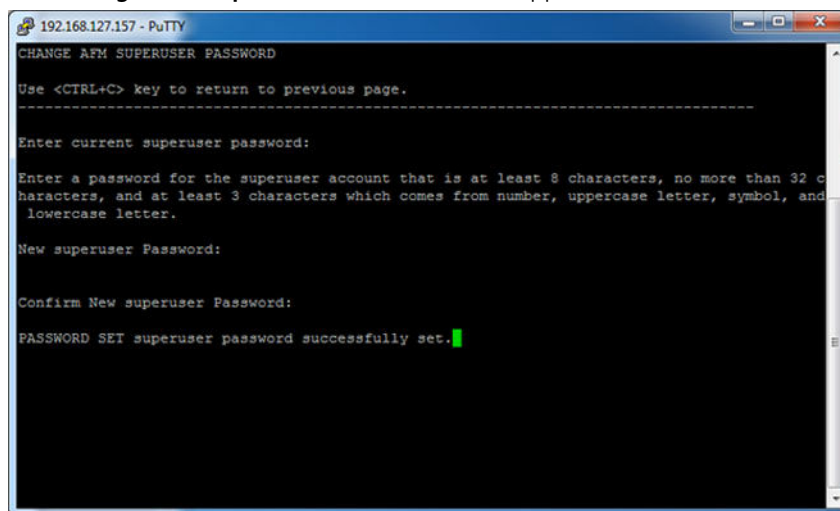 192.168.127.157 - PuTTY
CHANGE AFM SUPERUSER PASSWORD
Use <CTRL+C> key to return to previous page.
--------------------------------------------------------------------------------
Enter current superuser password:
Enter a password for the superuser account that is at least 8 characters, no more than 32 c
haracters, and at least 3 characters which comes from number, uppercase letter, symbol, and
 lowercase letter.
New superuser Password:
Confirm New superuser Password:
PASSWORD SET superuser password successfully set.